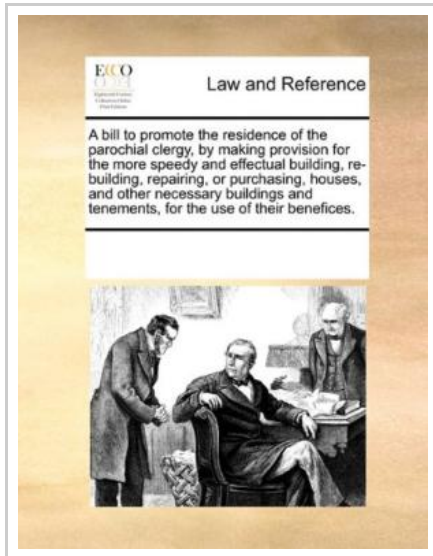 ECCO
Law and Reference
A bill to promote the residence of the
parochial clergy, by making provision for
the more speedy and effectual building, re-
building, repairing, or purchasing, houses,
and other necessary buildings and
tenements, for the use of their benefices.